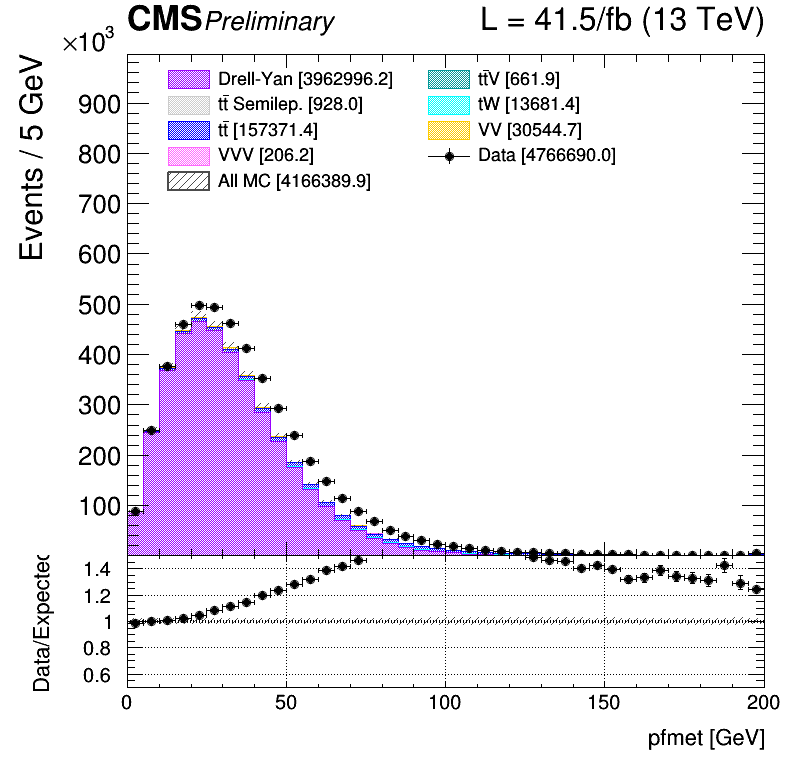 CMS Preliminary L = 41.5/fb (13 TeV)
×10³
Drell-Yan [3962996.2]
tt̄ Semilep. [928.0]
tt̄ [157371.4]
VVV [206.2]
All MC [4166389.9]
tt̄V [661.9]
tW [13681.4]
VV [30544.7]
Data [4766690.0]
Events / 5 GeV
900
800
700
600
500
400
300
200
100
Data/Expected
1.4
1.2
1
0.8
0.6
0 50 100 150 200
pfmet [GeV]